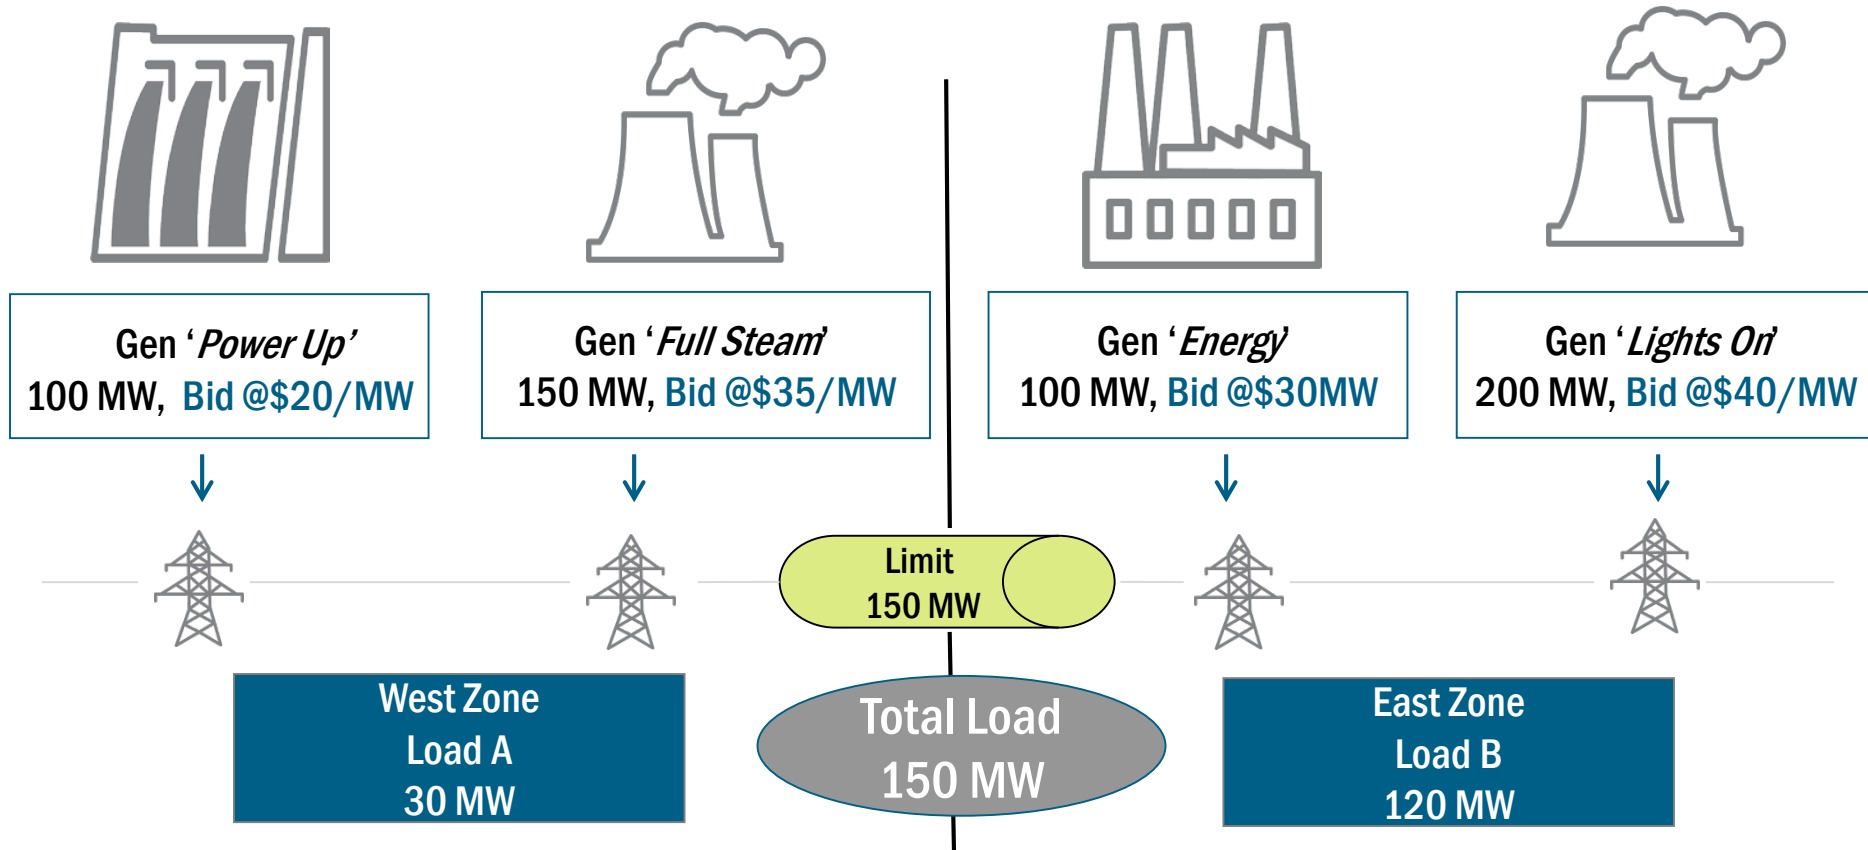 Gen ‘Power Up’
100 MW, Bid @$20/MW
Gen ‘Full Steam’
150 MW, Bid @$35/MW
Gen ‘Energy’
100 MW, Bid @$30MW
Gen ‘Lights On’
200 MW, Bid @$40/MW
Limit
150 MW
West Zone
Load A
30 MW
Total Load
150 MW
East Zone
Load B
120 MW